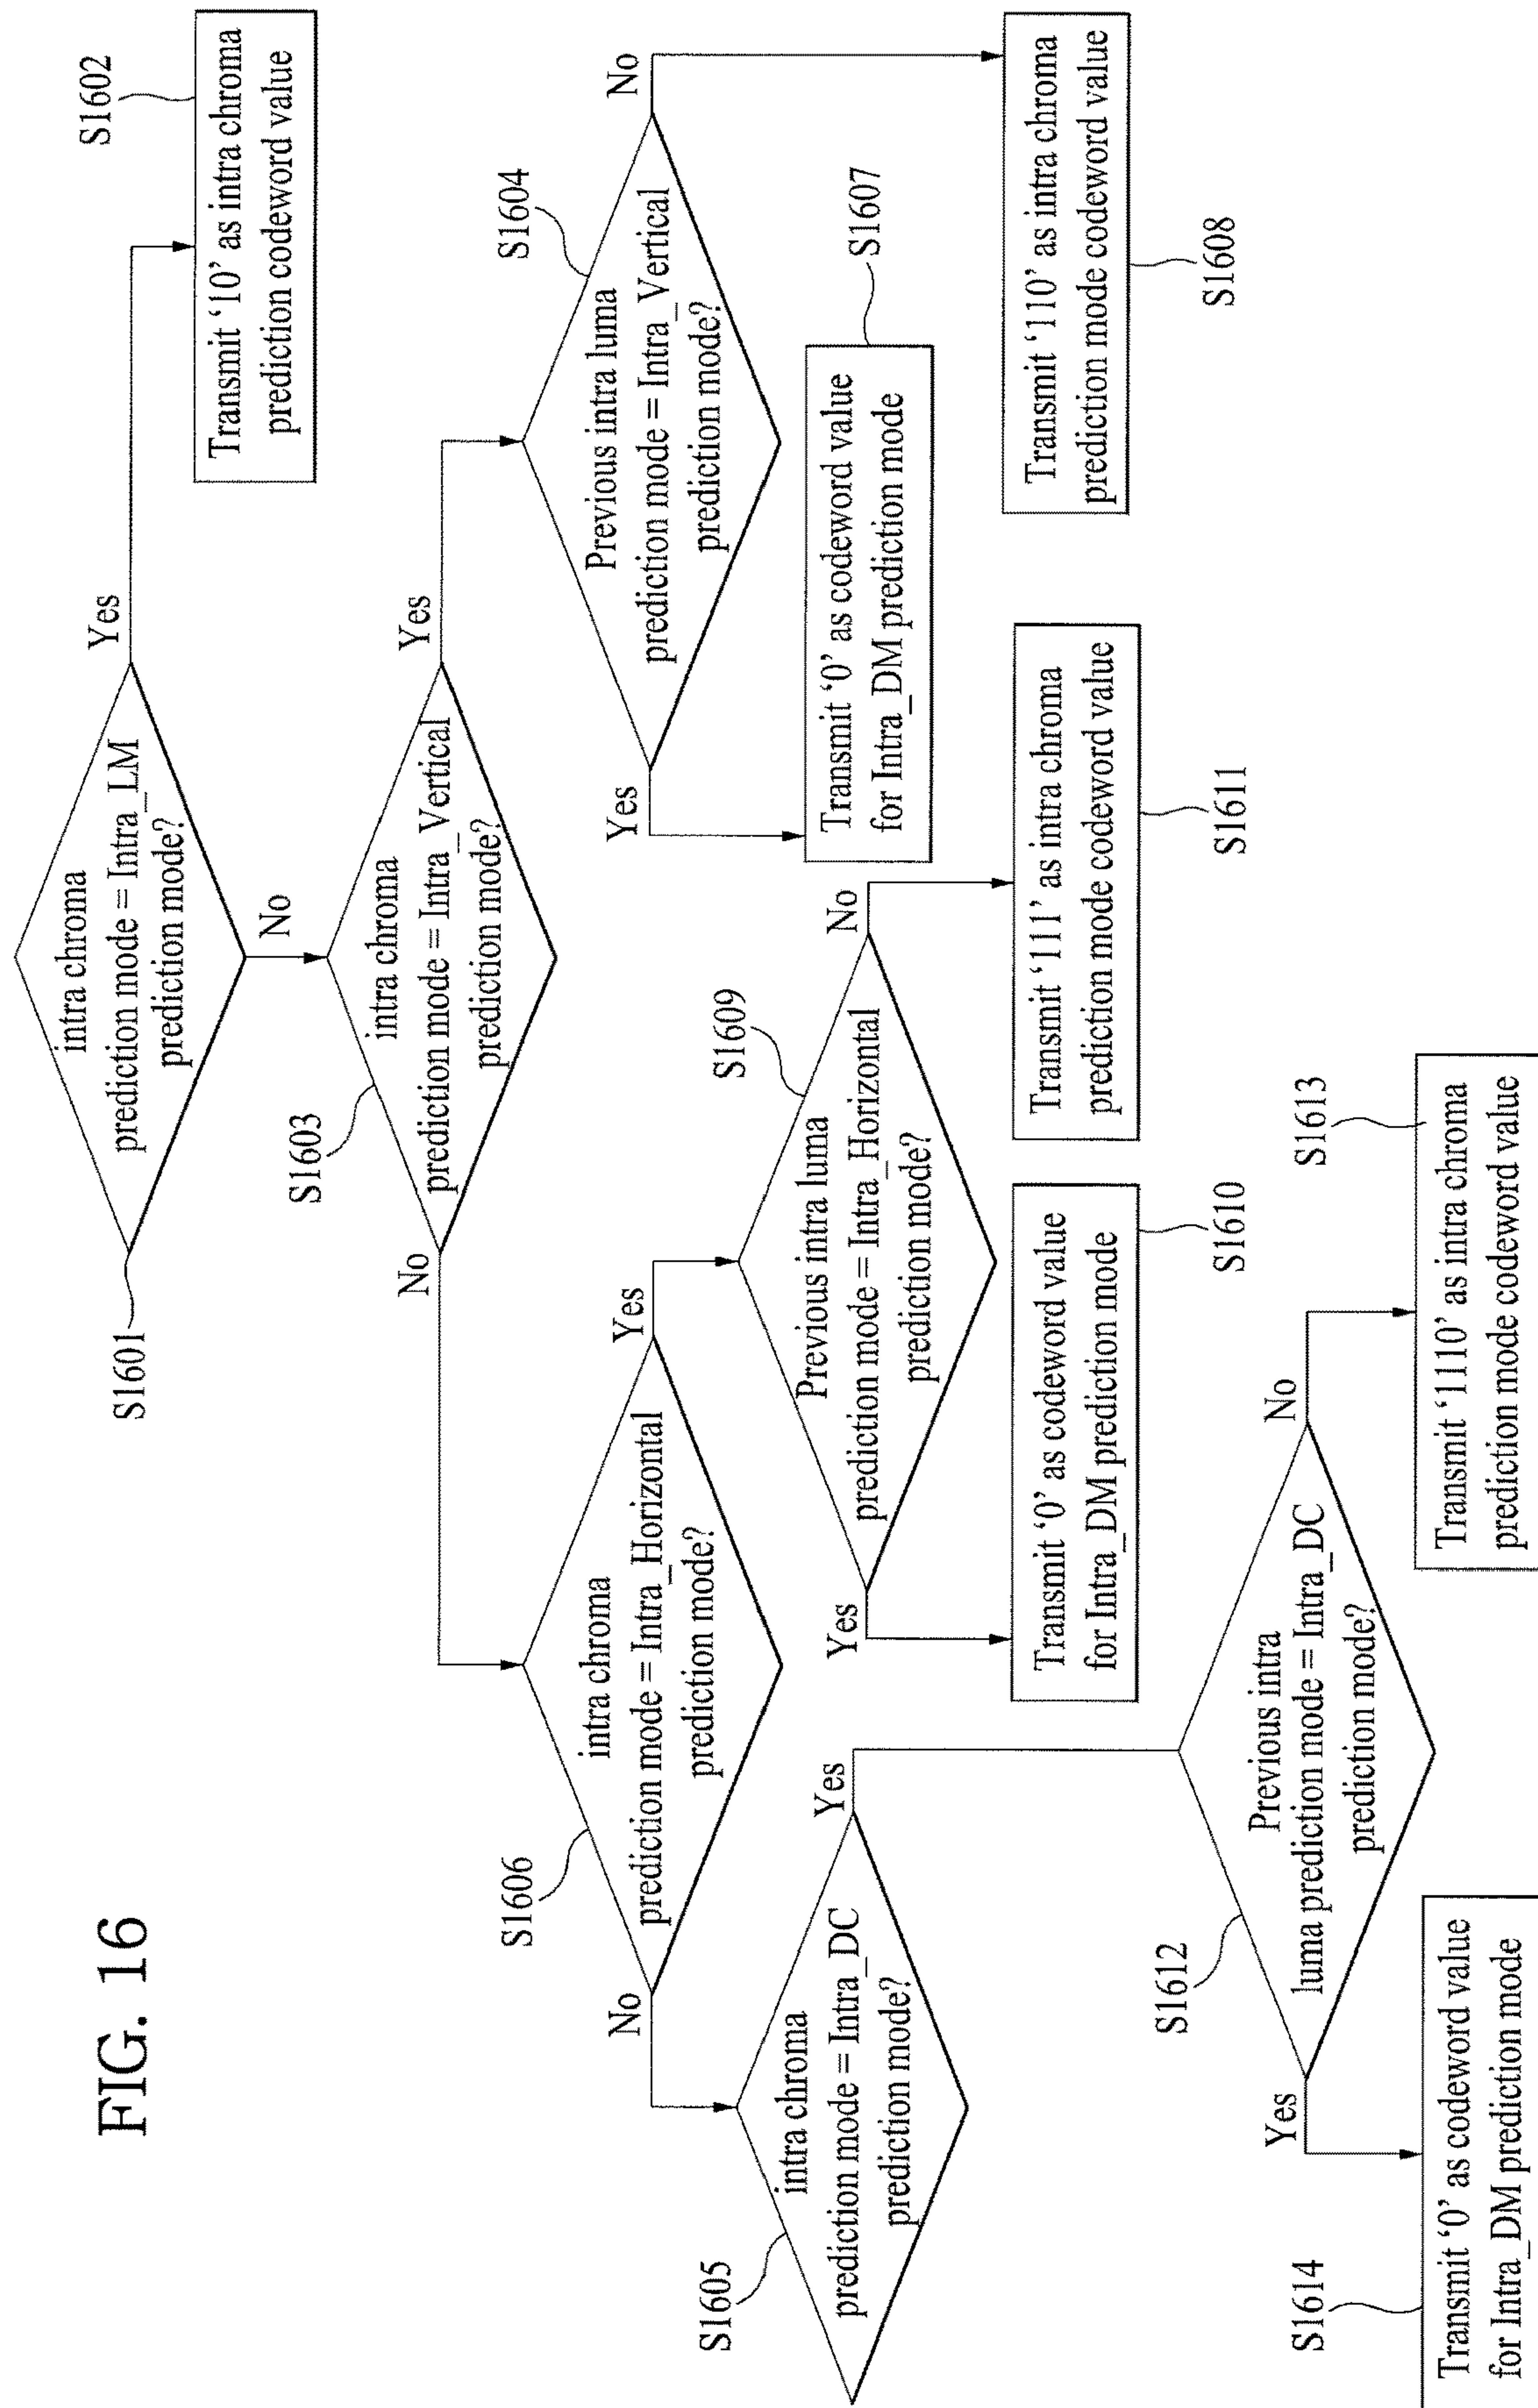 FIG. 16
S1601
intra chroma
prediction mode = Intra_LM
prediction mode?
Yes
S1602
Transmit ‘10’ as intra chroma
prediction codeword value
No
S1603
intra chroma
prediction mode = Intra_Vertical
prediction mode?
No
Yes
S1606
intra chroma
prediction mode = Intra_Horizontal
prediction mode?
No
Yes
S1604
Previous intra luma
prediction mode = Intra_Vertical
prediction mode?
Yes
No
S1605
intra chroma
prediction mode = Intra_DC
prediction mode?
Yes
S1609
Previous intra luma
prediction mode = Intra_Horizontal
prediction mode?
Yes
No
Transmit ‘0’ as codeword value
for Intra_DM prediction mode
S1607
Transmit ‘0’ as codeword value
for Intra_DM prediction mode
S1610
Transmit ‘111’ as intra chroma
prediction mode codeword value
S1611
Transmit ‘110’ as intra chroma
prediction mode codeword value
S1608
S1612
Previous intra
luma prediction mode = Intra_DC
prediction mode?
Yes
No
S1614
Transmit ‘0’ as codeword value
for Intra_DM prediction mode
S1613
Transmit ‘1110’ as intra chroma
prediction mode codeword value